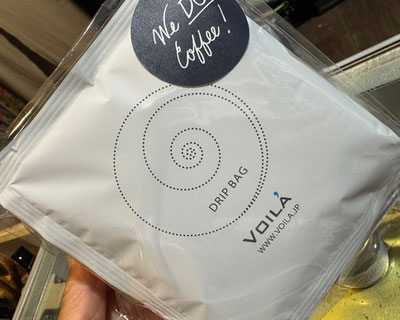 We DO
Coffee!
DRIP BAG
VOILÀ
WWW.VOILA.JP